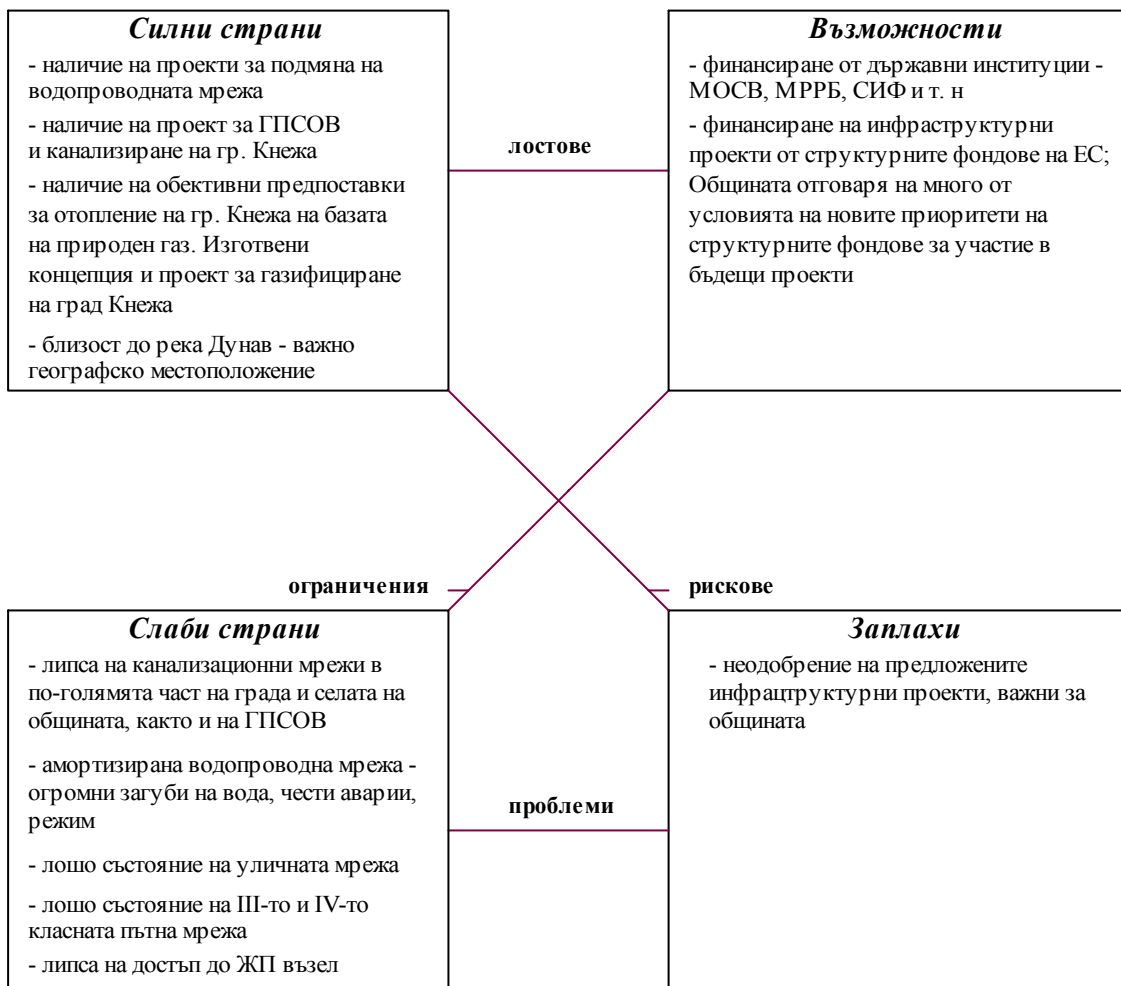 Силни страни
- наличие на проекти за подмяна на
водопроводната мрежа
- наличие на проект за ГПСОВ
и канализиране на гр. Кнежа
- наличие на обективни предпоставки
за отопление на гр. Кнежа на базата
на природен газ. Изготвени
концепция и проект за газифициране
на град Кнежа
- близост до река Дунав - важно
географско местоположение
лостове
Възможности
- финансиране от държавни институции -
МОСВ, МРРБ, СИФ и т. н
- финансиране на инфраструктурни
проекти от структурните фондове на ЕС;
Общината отговаря на много от
условията на новите приоритети на
структурните фондове за участие в
бъдещи проекти
ограничения
рискове
Слаби страни
- липса на канализационни мрежи в
по-голямята част на града и селата на
общината, както и на ГПСОВ
- амортизирана водопроводна мрежа -
огромни загуби на вода, чести аварии,
режим
- лошо състояние на уличната мрежа
- лошо състояние на III-то и IV-то
класната пътна мрежа
- липса на достъп до ЖП възел
проблеми
Заплахи
- неодобрение на предложените
инфрацтруктурни проекти, важни за
общината